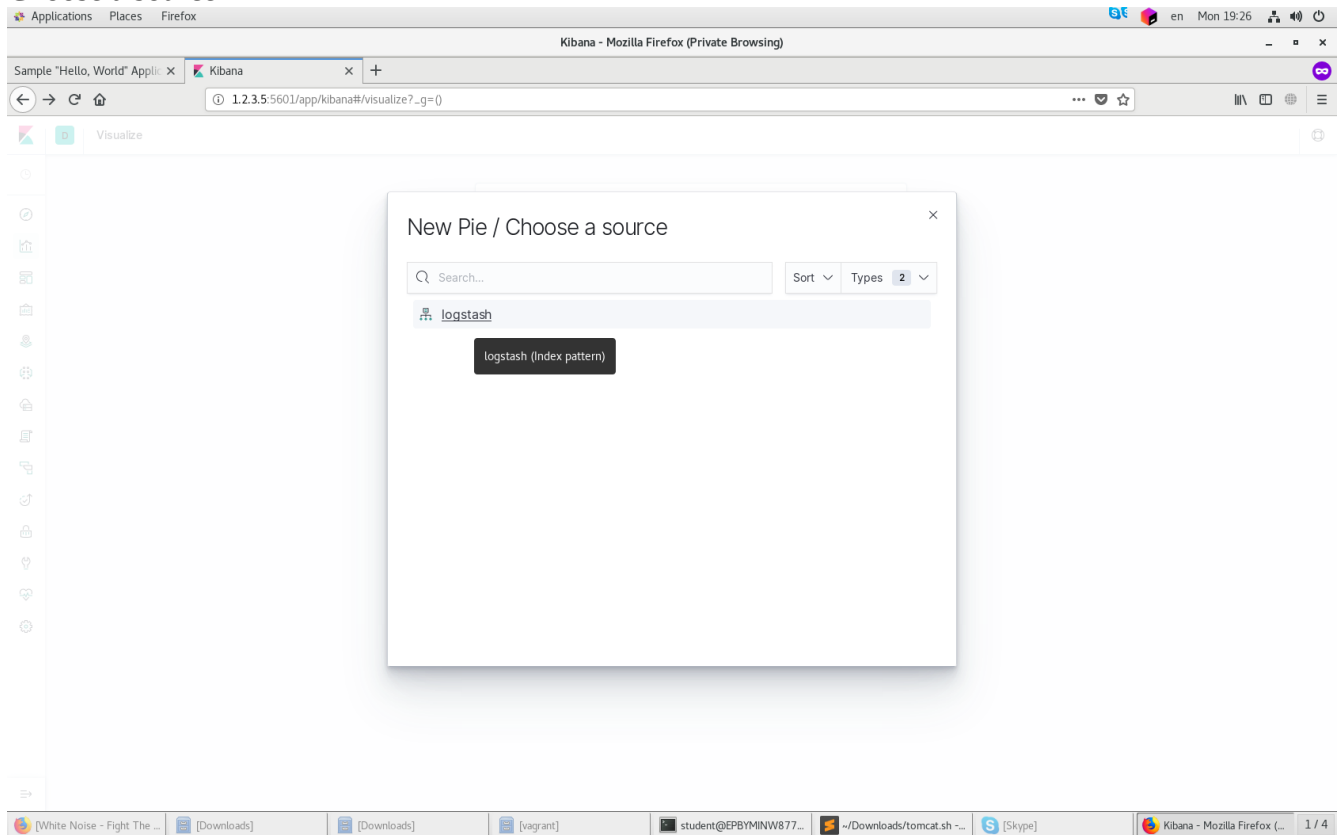 Applications Places Firefox
en Mon 19:26
Kibana - Mozilla Firefox (Private Browsing)
Sample "Hello, World" Applic
Kibana
1.2.3.5:5601/app/kibana#/visualize?_g=()
D Visualize
New Pie / Choose a source
Search...
Sort
Types 2
logstash
logstash (Index pattern)
[White Noise - Fight The ...
[Downloads]
[Downloads]
[vagrant]
student@EPBYMINW877...
~/Downloads/tomcat.sh -...
[Skype]
Kibana - Mozilla Firefox (...
1 / 4